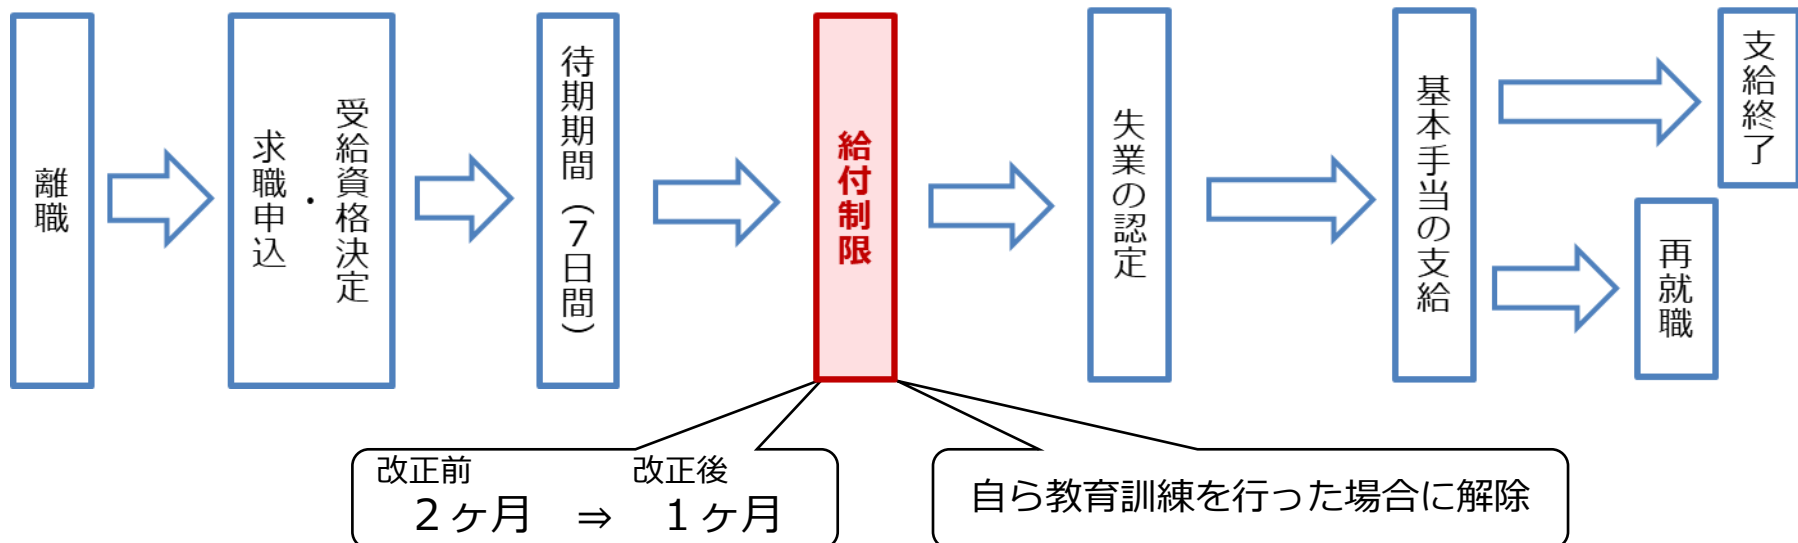 離職
求職申込
・
受給資格決定
待期期間（7日間）
給付制限
失業の認定
基本手当の支給
支給終了
再就職
改正前 改正後
２ヶ月 ⇒ １ヶ月
自ら教育訓練を行った場合に解除